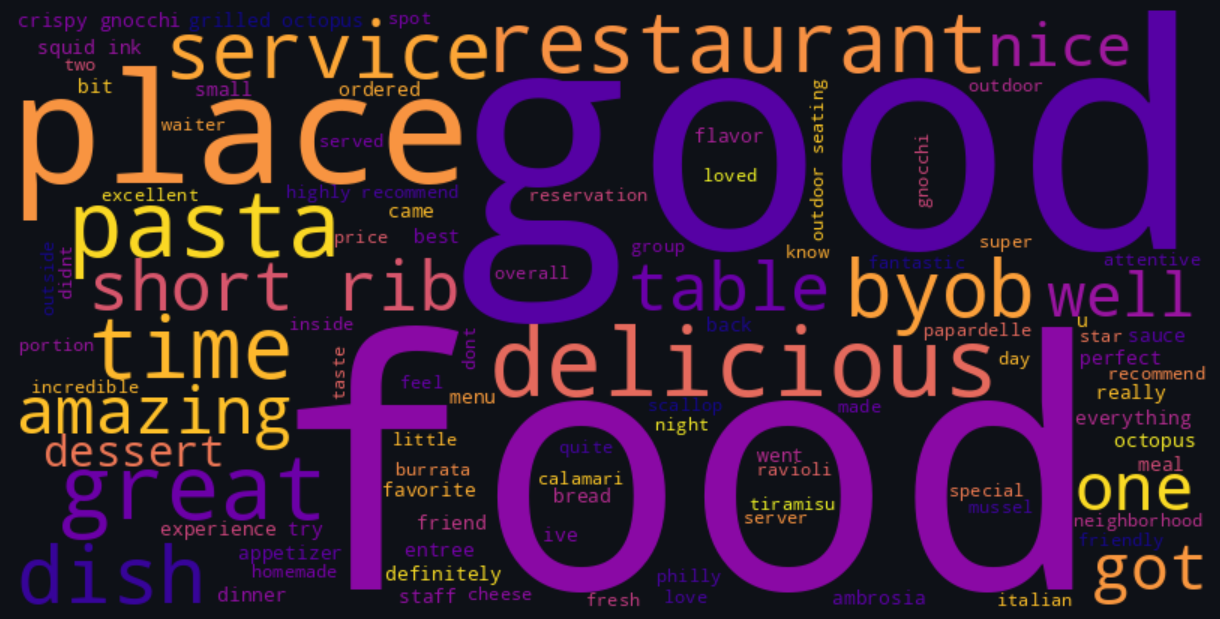 crispy gnocchi
grilled octopus
spot
service
restaurant
nice
squid ink
two
bit
small
ordered
outdoor
place
good
waiter
served
flavor
loved
outdoor seating
gnocchi
excellent
highly recommend
reservation
pasta
came
price
best
group
know
super
attentive
outside
didnt
short rib
overall
table
byob
fantastic
well
time
inside
back
u
papardelle
star
sauce
portion
taste
food
dont
delicious
day
perfect
recommend
incredible
feel
menu
really
amazing
scallop
made
night
everything
dessert
little
quite
went
octopus
great
burrata
calamari
ravioli
meal
favorite
bread
tiramisu
special
one
server
mussel
experience
try
friend
ive
neighborhood
friendly
appetizer
entree
got
dish
homemade
definitely
philly
dinner
staff
cheese
fresh
love
ambrosia
italian